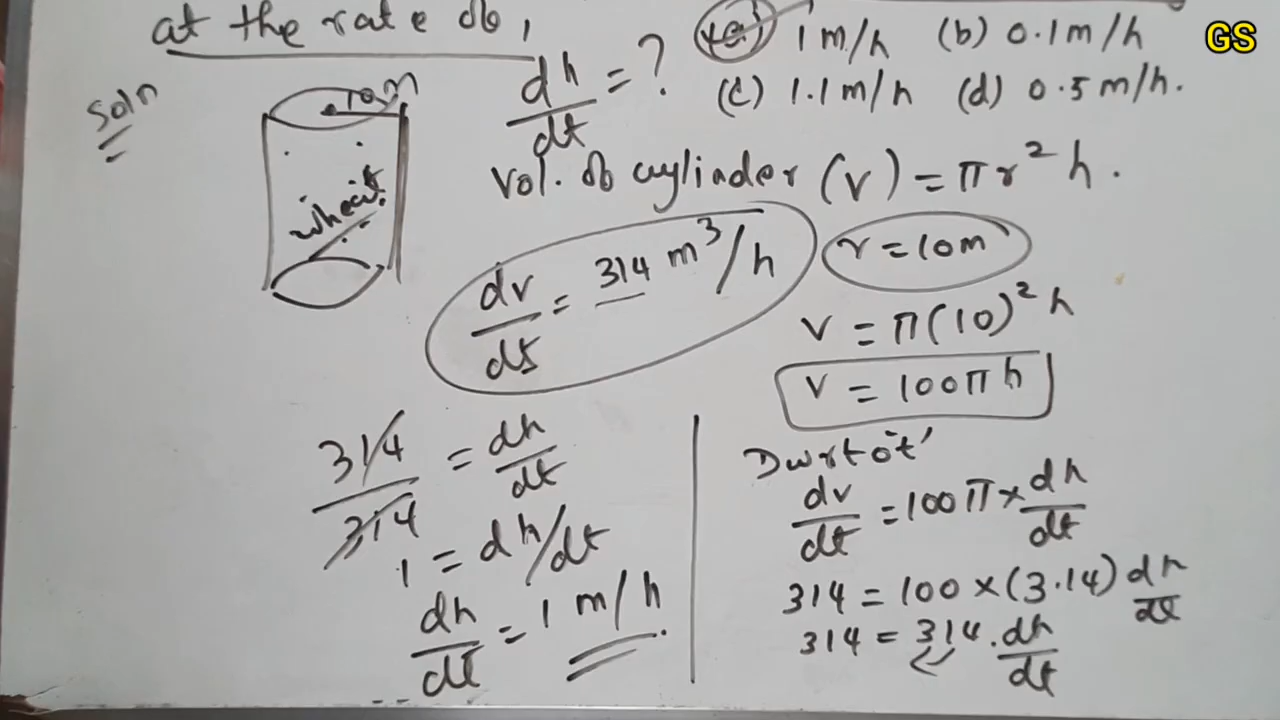 at the rate of,
GS
(a) 1 m/h (b) 0.1 m/h
(c) 1.1 m/h (d) 0.5 m/h.
Soln
10m
wheat
dh/dt = ?
Vol. of cylinder (V) = πr² h.
dv/dt = 314 m³/h
r = 10m
V = π(10)² h
V = 100πh
Dwrto 't'
dv/dt = 100π × dh/dt
314 = 100 × (3.14) dh/dt
314 = 314 . dh/dt
314/314 = dh/dt
1 = dh/dt
dh/dt = 1 m/h